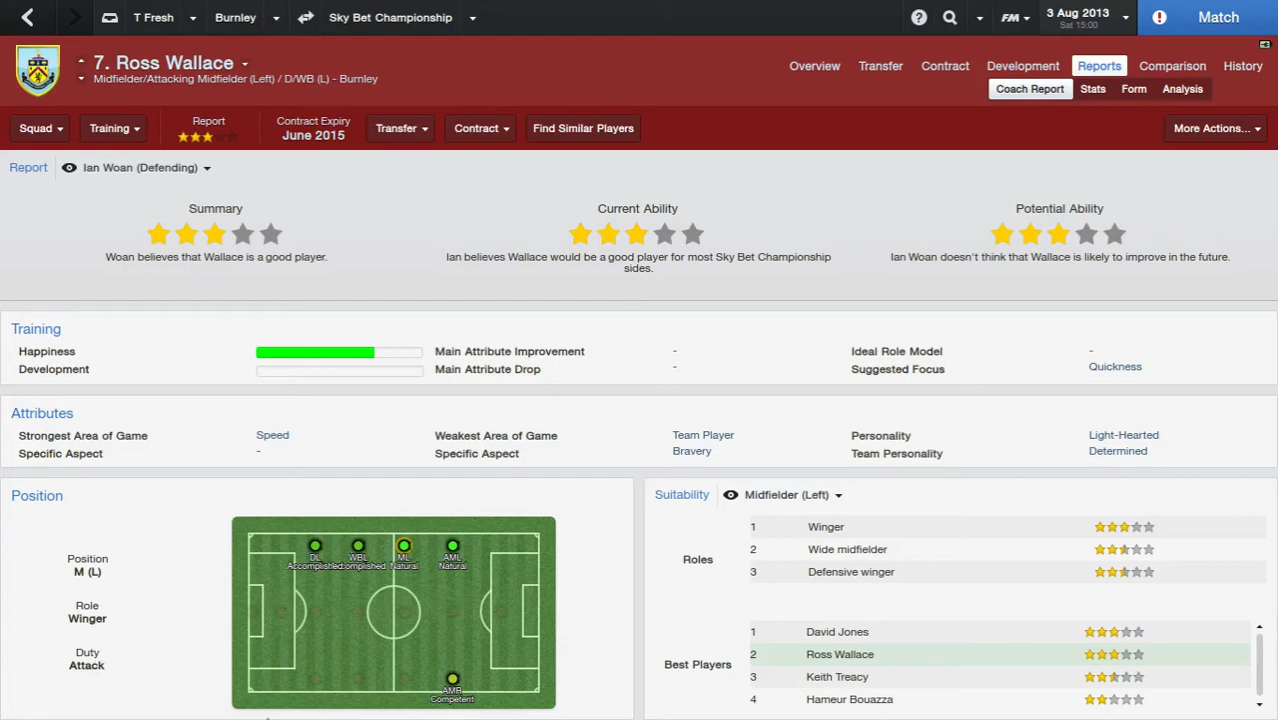 T Fresh Burnley Sky Bet Championship ? FM 3 Aug 2013 Sat 15:00 Match
7. Ross Wallace
Midfielder/Attacking Midfielder (Left) / D/WB (L) - Burnley
Overview Transfer Contract Development Reports Comparison History
Coach Report Stats Form Analysis
Squad Training Report Contract Expiry June 2015 Transfer Contract Find Similar Players More Actions...
Report Ian Woan (Defending)
Summary Current Ability Potential Ability
Woan believes that Wallace is a good player. Ian believes Wallace would be a good player for most Sky Bet Championship sides. Ian Woan doesn't think that Wallace is likely to improve in the future.
Training
Happiness Main Attribute Improvement - Ideal Role Model -
Development Main Attribute Drop - Suggested Focus Quickness
Attributes
Strongest Area of Game Speed Weakest Area of Game Team Player Personality Light-Hearted
Specific Aspect - Specific Aspect Bravery Team Personality Determined
Position
Position
M (L)
Role
Winger
Duty
Attack
DL WBL ML AML
Accomplished complished Natural Natural
AMR
Competent
Suitability Midfielder (Left)
Roles
1 Winger
2 Wide midfielder
3 Defensive winger
Best Players
1 David Jones
2 Ross Wallace
3 Keith Treacy
4 Hameur Bouazza